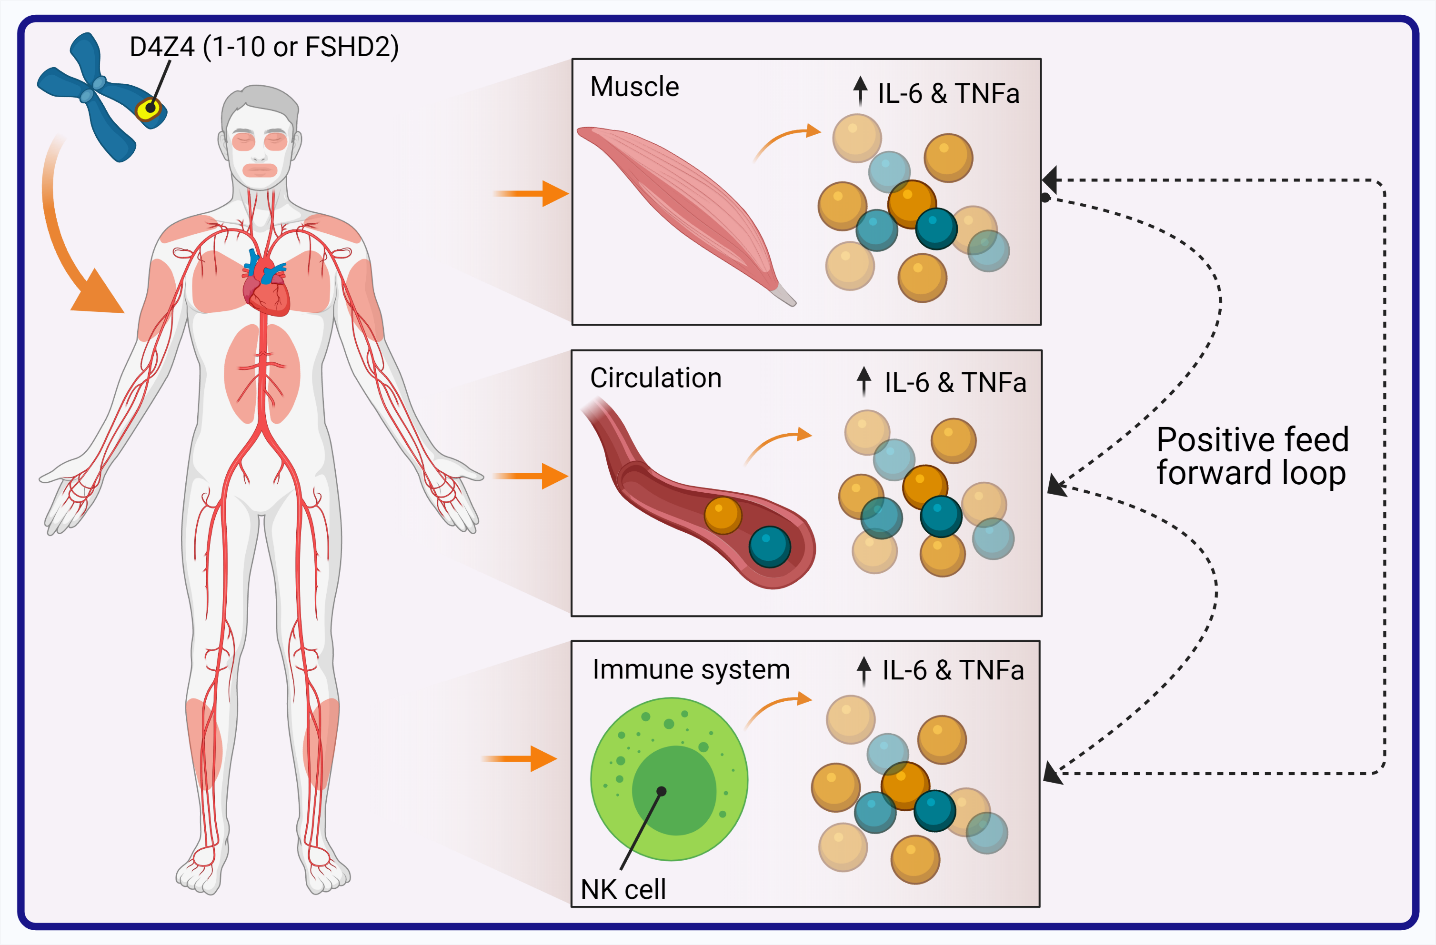 D4Z4 (1-10 or FSHD2)
Muscle
IL-6 & TNFa
Circulation
IL-6 & TNFa
Positive feed
forward loop
Immune system
IL-6 & TNFa
NK cell